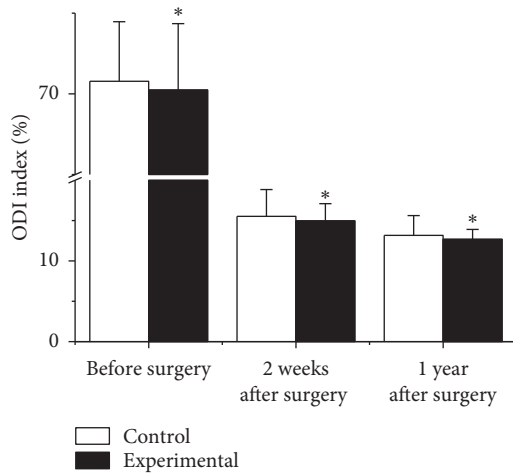 ODI index (%)
70
10
0
*
*
*
Before surgery
2 weeks
after surgery
1 year
after surgery
Control
Experimental